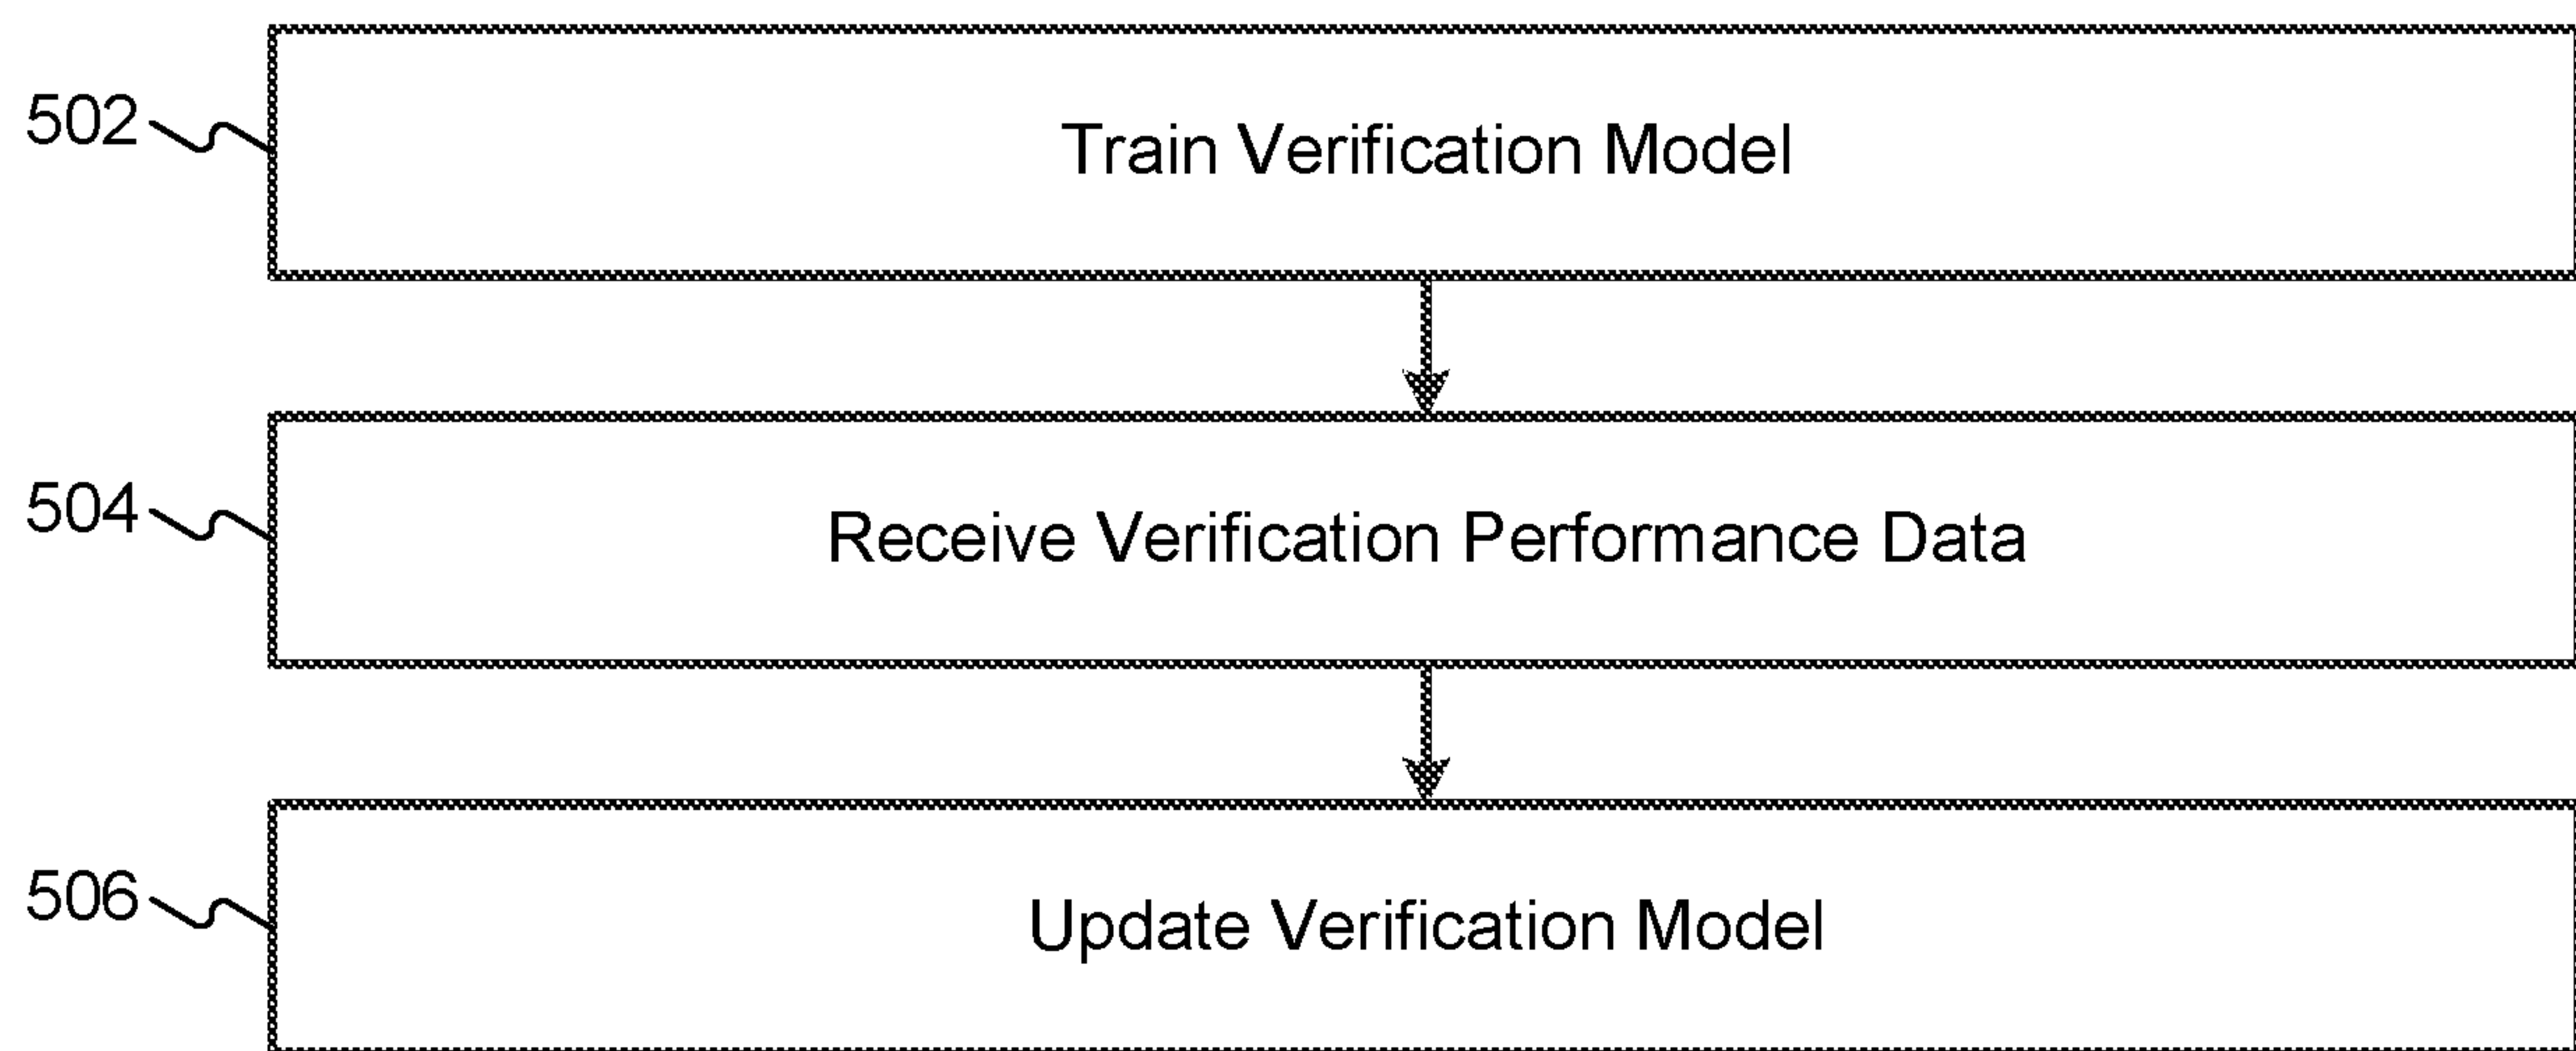 502
Train Verification Model
504
Receive Verification Performance Data
506
Update Verification Model